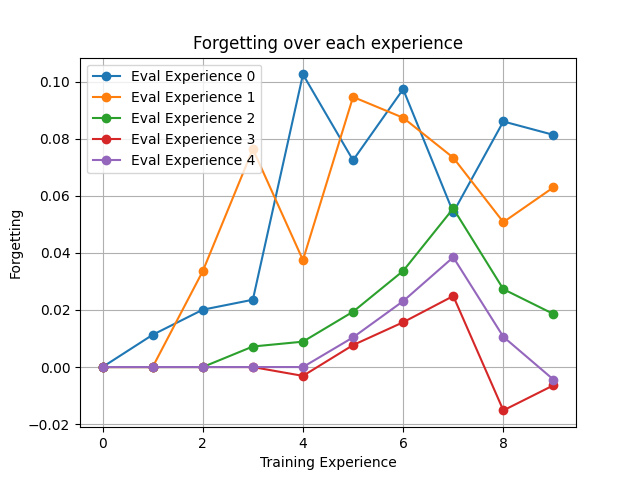 Forgetting over each experience
Eval Experience 0
Eval Experience 1
Eval Experience 2
Eval Experience 3
Eval Experience 4
0.10
0.08
0.06
0.04
0.02
0.00
−0.02
Forgetting
0 2 4 6 8
Training Experience